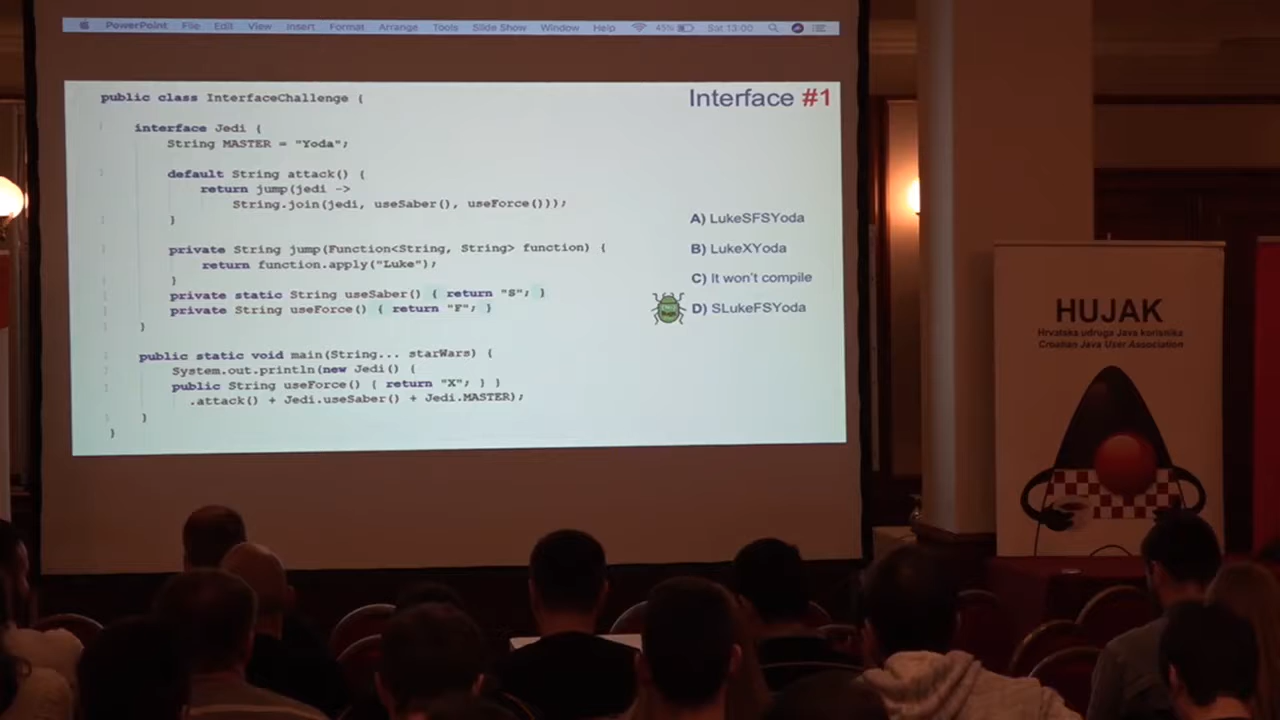 PowerPoint File Edit View Insert Format Arrange Tools Slide Show Window Help 45% Sat 13:00
public class InterfaceChallenge {
Interface #1
interface Jedi {
String MASTER = "Yoda";
default String attack() {
return jump(jedi ->
String.join(jedi, useSaber(), useForce()));
}
private String jump(Function<String, String> function) {
return function.apply("Luke");
}
private static String useSaber() { return "S"; }
private String useForce() { return "F"; }
}
public static void main(String... starWars) {
System.out.println(new Jedi() {
public String useForce() { return "X"; } }
.attack() + Jedi.useSaber() + Jedi.MASTER);
}
}
A) LukeSFSYoda
B) LukeXYoda
C) It won't compile
D) SLukeFSYoda
HUJAK
Hrvatska udruga Java korisnika
Croatian Java User Association